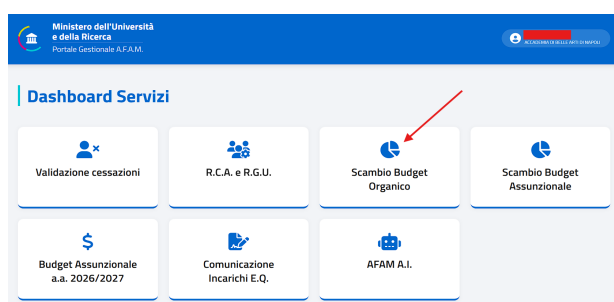 Ministero dell'Università
e della Ricerca
Portale Gestionale A.F.A.M.
ACCADEMIA DI BELLE ARTI DI NAPOLI
Dashboard Servizi
Validazione cessazioni
R.C.A. e R.G.U.
Scambio Budget
Organico
Scambio Budget
Assunzionale
Budget Assunzionale
a.a. 2026/2027
Comunicazione
Incarichi E.Q.
AFAM A.I.